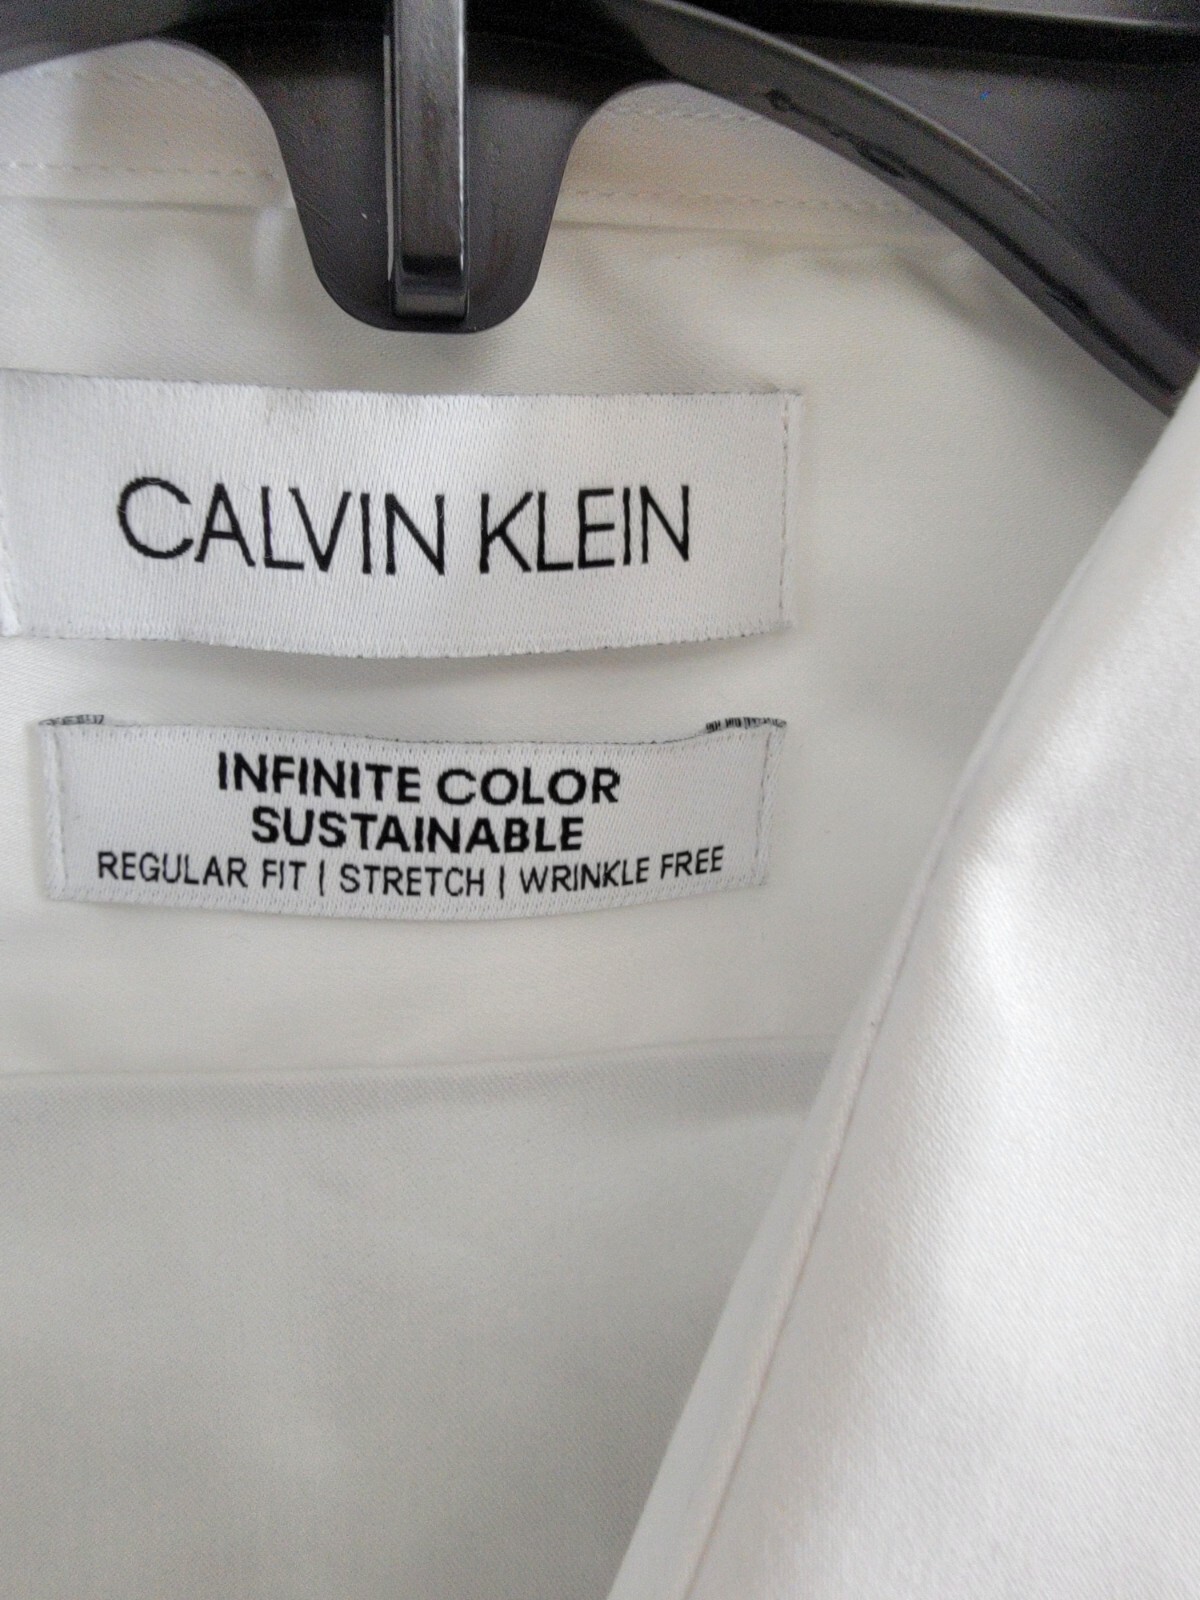 CALVIN KLEIN
INFINITE COLOR
SUSTAINABLE
REGULAR FIT | STRETCH | WRINKLE FREE